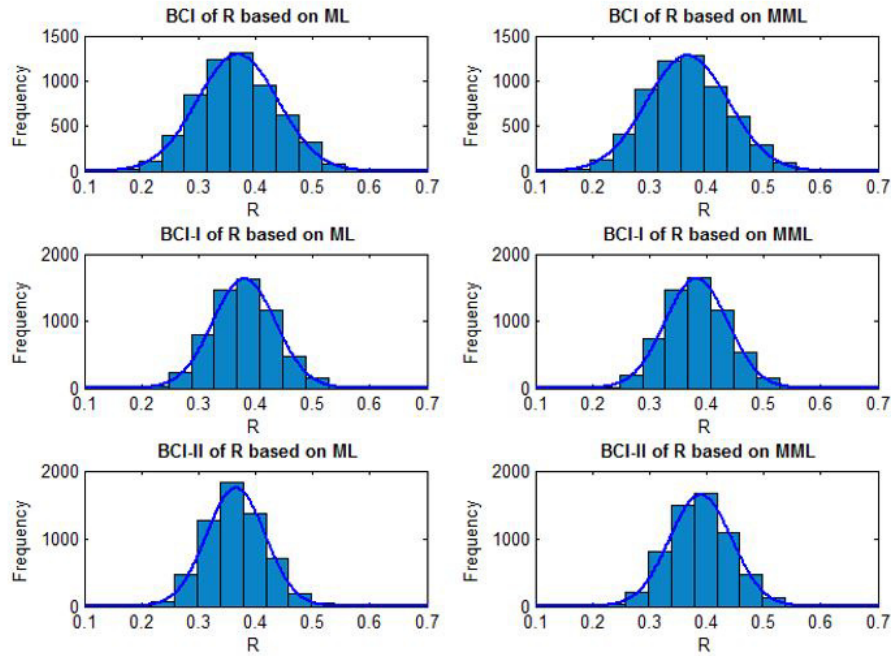 BCI of R based on ML
1500
1000
500
0
Frequency
0.1 0.2 0.3 0.4 0.5 0.6 0.7
R
BCI of R based on MML
1500
1000
500
0
Frequency
0.1 0.2 0.3 0.4 0.5 0.6 0.7
R
BCI-I of R based on ML
2000
1000
0
Frequency
0.1 0.2 0.3 0.4 0.5 0.6 0.7
R
BCI-I of R based on MML
2000
1000
0
Frequency
0.1 0.2 0.3 0.4 0.5 0.6 0.7
R
BCI-II of R based on ML
2000
1000
0
Frequency
0.1 0.2 0.3 0.4 0.5 0.6 0.7
R
BCI-II of R based on MML
2000
1000
0
Frequency
0.1 0.2 0.3 0.4 0.5 0.6 0.7
R